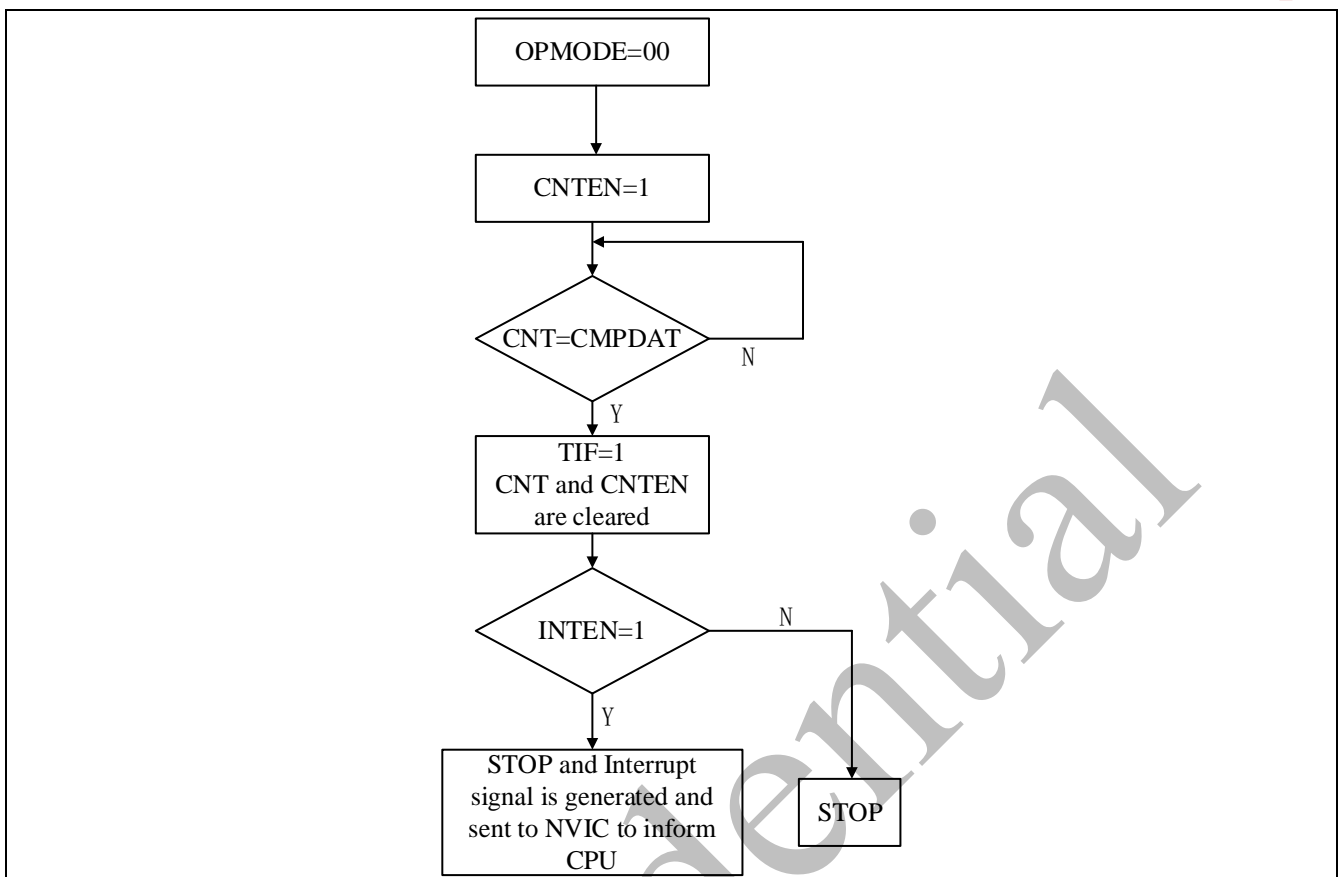 OPMODE=00
CNTEN=1
CNT=CMPDAT
N
Y
TIF=1
CNT and CNTEN
are cleared
INTEN=1
N
Y
STOP and Interrupt
signal is generated and
sent to NVIC to inform
CPU
STOP
dential